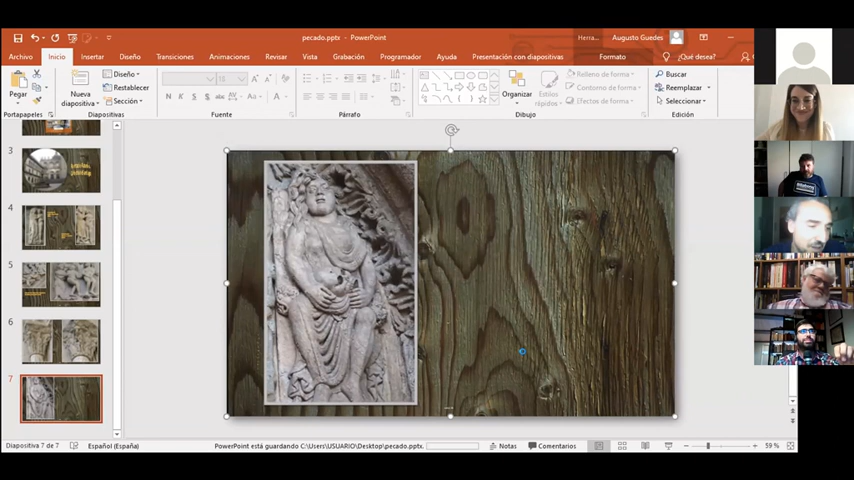 pecado.pptx - PowerPoint
Herra...
Augusto Guedes
Archivo
Inicio
Insertar
Diseño
Transiciones
Animaciones
Revisar
Vista
Grabación
Programador
Ayuda
Presentación con diapositivas
Formato
¿Qué desea?
Pegar
Nueva
diapositiva
Diseño
Restablecer
Sección
N
K
S
Organizar
Estilos
rápidos
Relleno de forma
Contorno de forma
Efectos de forma
Buscar
Reemplazar
Seleccionar
Portapapeles
Diapositivas
Fuente
Párrafo
Dibujo
Edición
3
4
5
6
7
Diapositiva 7 de 7
Español (España)
PowerPoint está guardando C:\Users\USUARIO\Desktop\pecado.pptx.
Notas
Comentarios
59 %